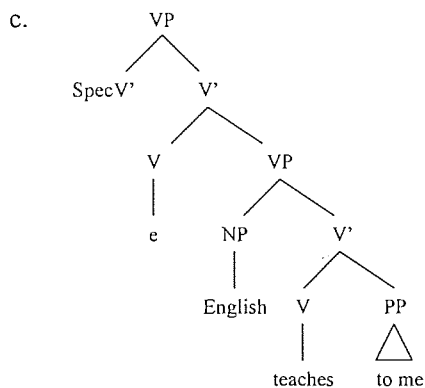 c. VP
SpecV' V'
V VP
e NP V'
English V PP
teaches to me